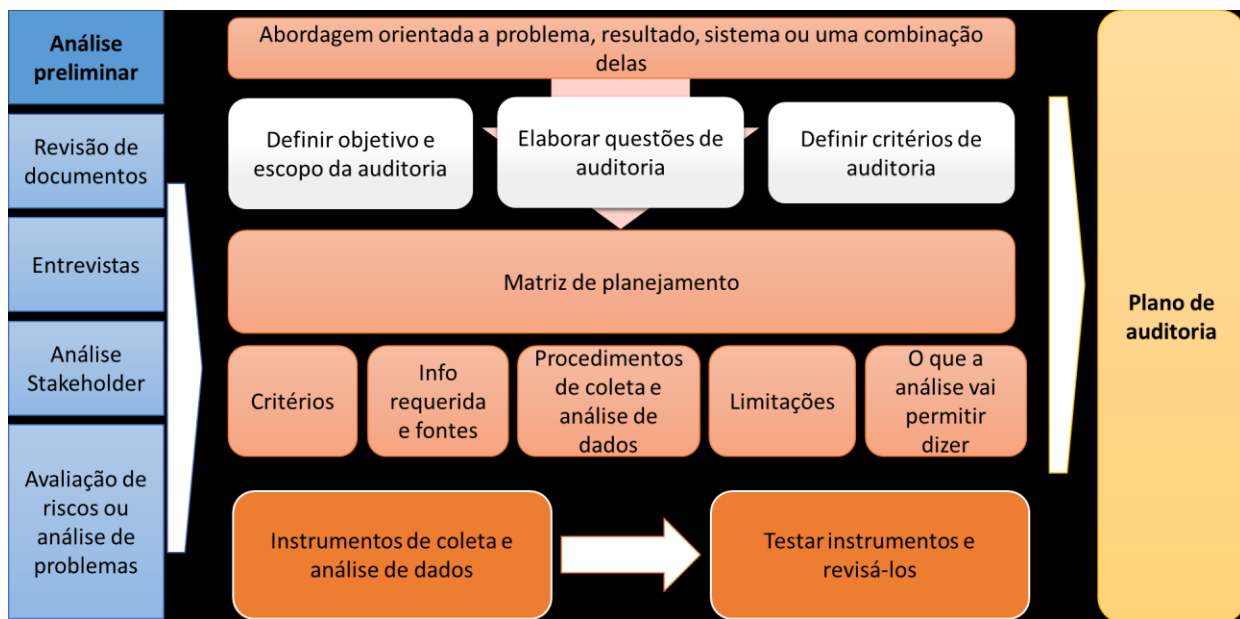 Análise
preliminar
Revisão de
documentos
Entrevistas
Análise
Stakeholder
Avaliação de
riscos ou
análise de
problemas
Abordagem orientada a problema, resultado, sistema ou uma combinação
delas
Definir objetivo e
escopo da auditoria
Elaborar questões de
auditoria
Definir critérios de
auditoria
Matriz de planejamento
Critérios
Info
requerida
e fontes
Procedimentos
de coleta e
análise de
dados
Limitações
O que a
análise vai
permitir
dizer
Instrumentos de coleta e
análise de dados
Testar instrumentos e
revisá-los
Plano de
auditoria